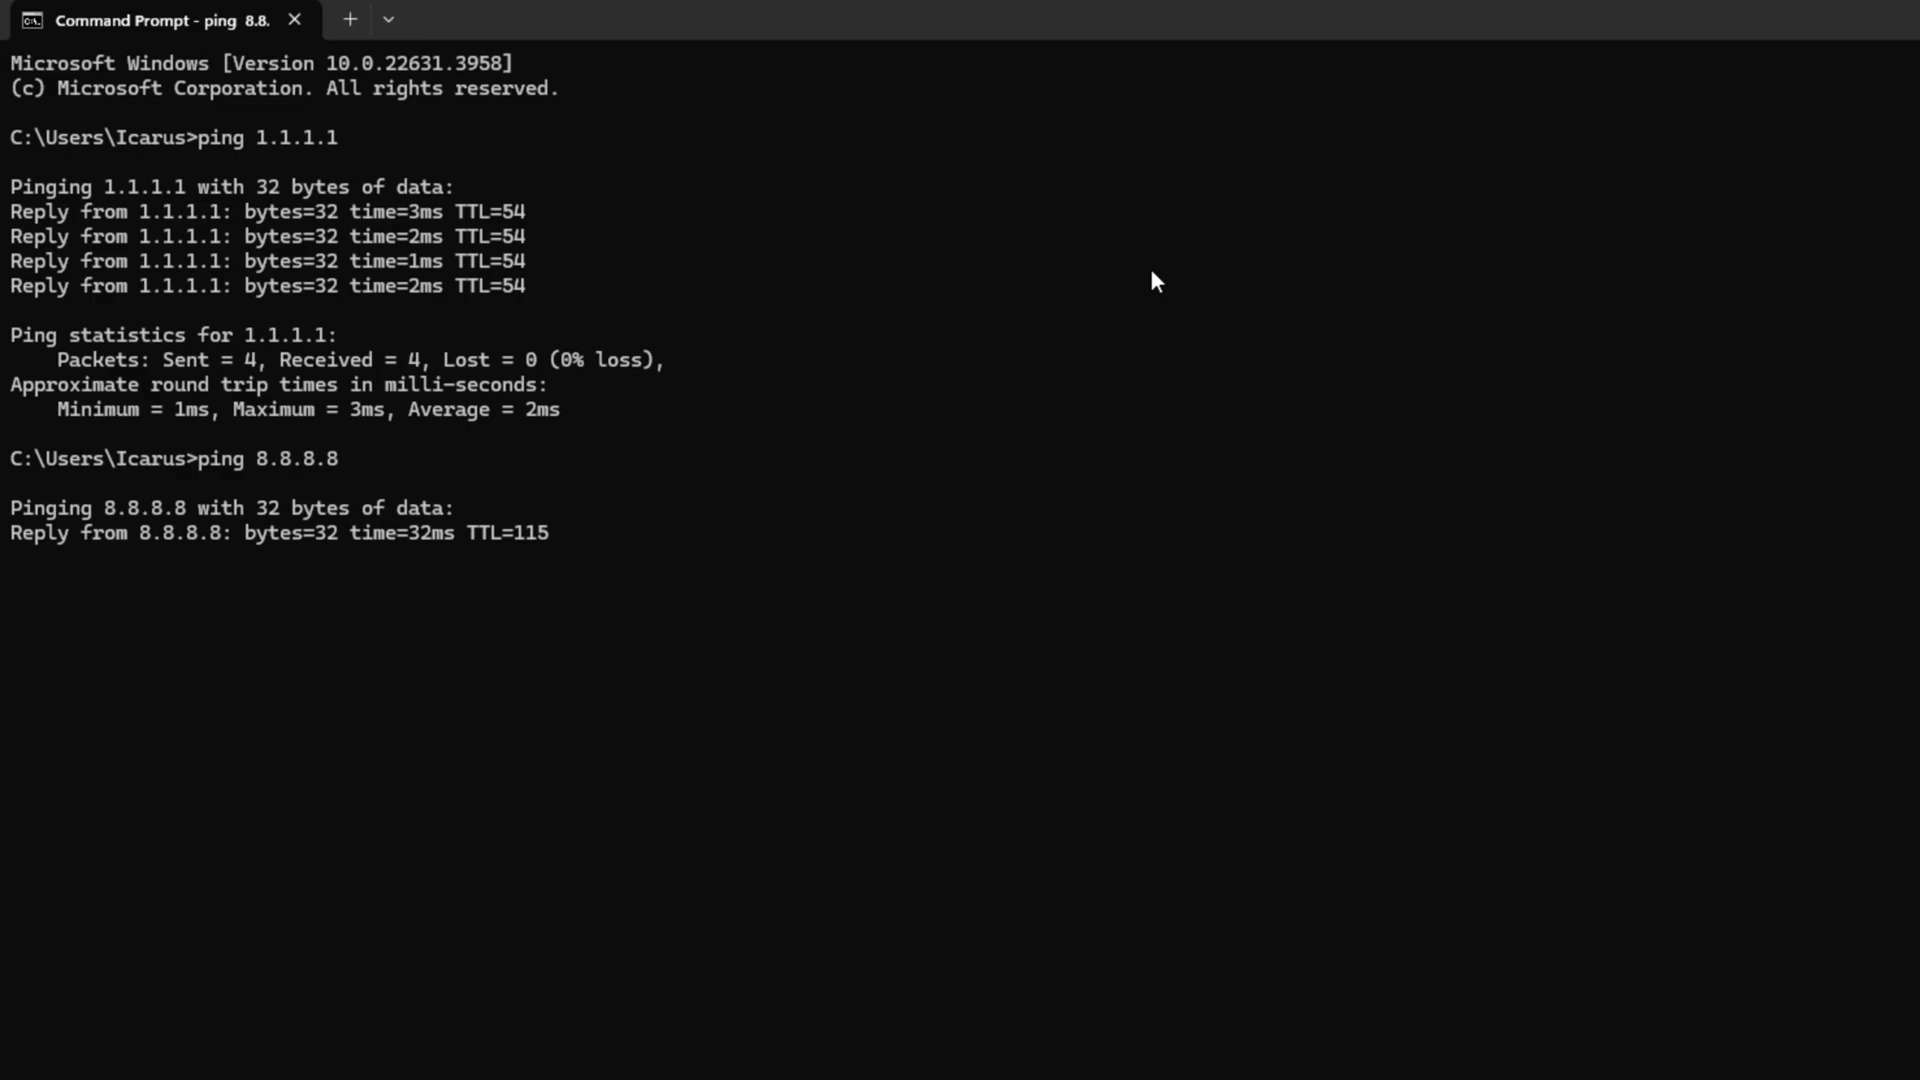 Command Prompt - ping 8.8.
Microsoft Windows [Version 10.0.22631.3958]
(c) Microsoft Corporation. All rights reserved.
C:\Users\Icarus>ping 1.1.1.1
Pinging 1.1.1.1 with 32 bytes of data:
Reply from 1.1.1.1: bytes=32 time=3ms TTL=54
Reply from 1.1.1.1: bytes=32 time=2ms TTL=54
Reply from 1.1.1.1: bytes=32 time=1ms TTL=54
Reply from 1.1.1.1: bytes=32 time=2ms TTL=54
Ping statistics for 1.1.1.1:
    Packets: Sent = 4, Received = 4, Lost = 0 (0% loss),
Approximate round trip times in milli-seconds:
    Minimum = 1ms, Maximum = 3ms, Average = 2ms
C:\Users\Icarus>ping 8.8.8.8
Pinging 8.8.8.8 with 32 bytes of data:
Reply from 8.8.8.8: bytes=32 time=32ms TTL=115